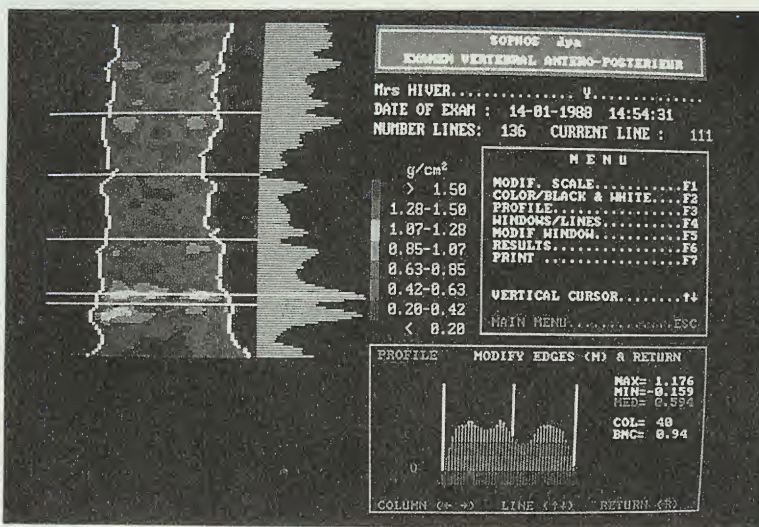 SOPHOS dpa
EXAMEN VERTEBRAL ANTERO-POSTERIEUR
Mrs HIVER............... V..............
DATE OF EXAM : 14-01-1988 14:54:31
NUMBER LINES: 136 CURRENT LINE : 111
g/cm²
> 1.50
1.28-1.50
1.07-1.28
0.85-1.07
0.63-0.85
0.42-0.63
0.20-0.42
< 0.20
M E N U
MODIF. SCALE...........F1
COLOR/BLACK & WHITE....F2
PROFILE................F3
WINDOWS/LINES..........F4
MODIF WINDOW...........F5
RESULTS................F6
PRINT .................F7
VERTICAL CURSOR.......↑↓
MAIN MENU.............ESC
PROFILE MODIFY EDGES (M) & RETURN
MAX= 1.176
MIN=-0.159
MED= 0.594
COL= 40
BMC= 0.94
0
COLUMN (← →) LINE (↑↓) RETURN (R)